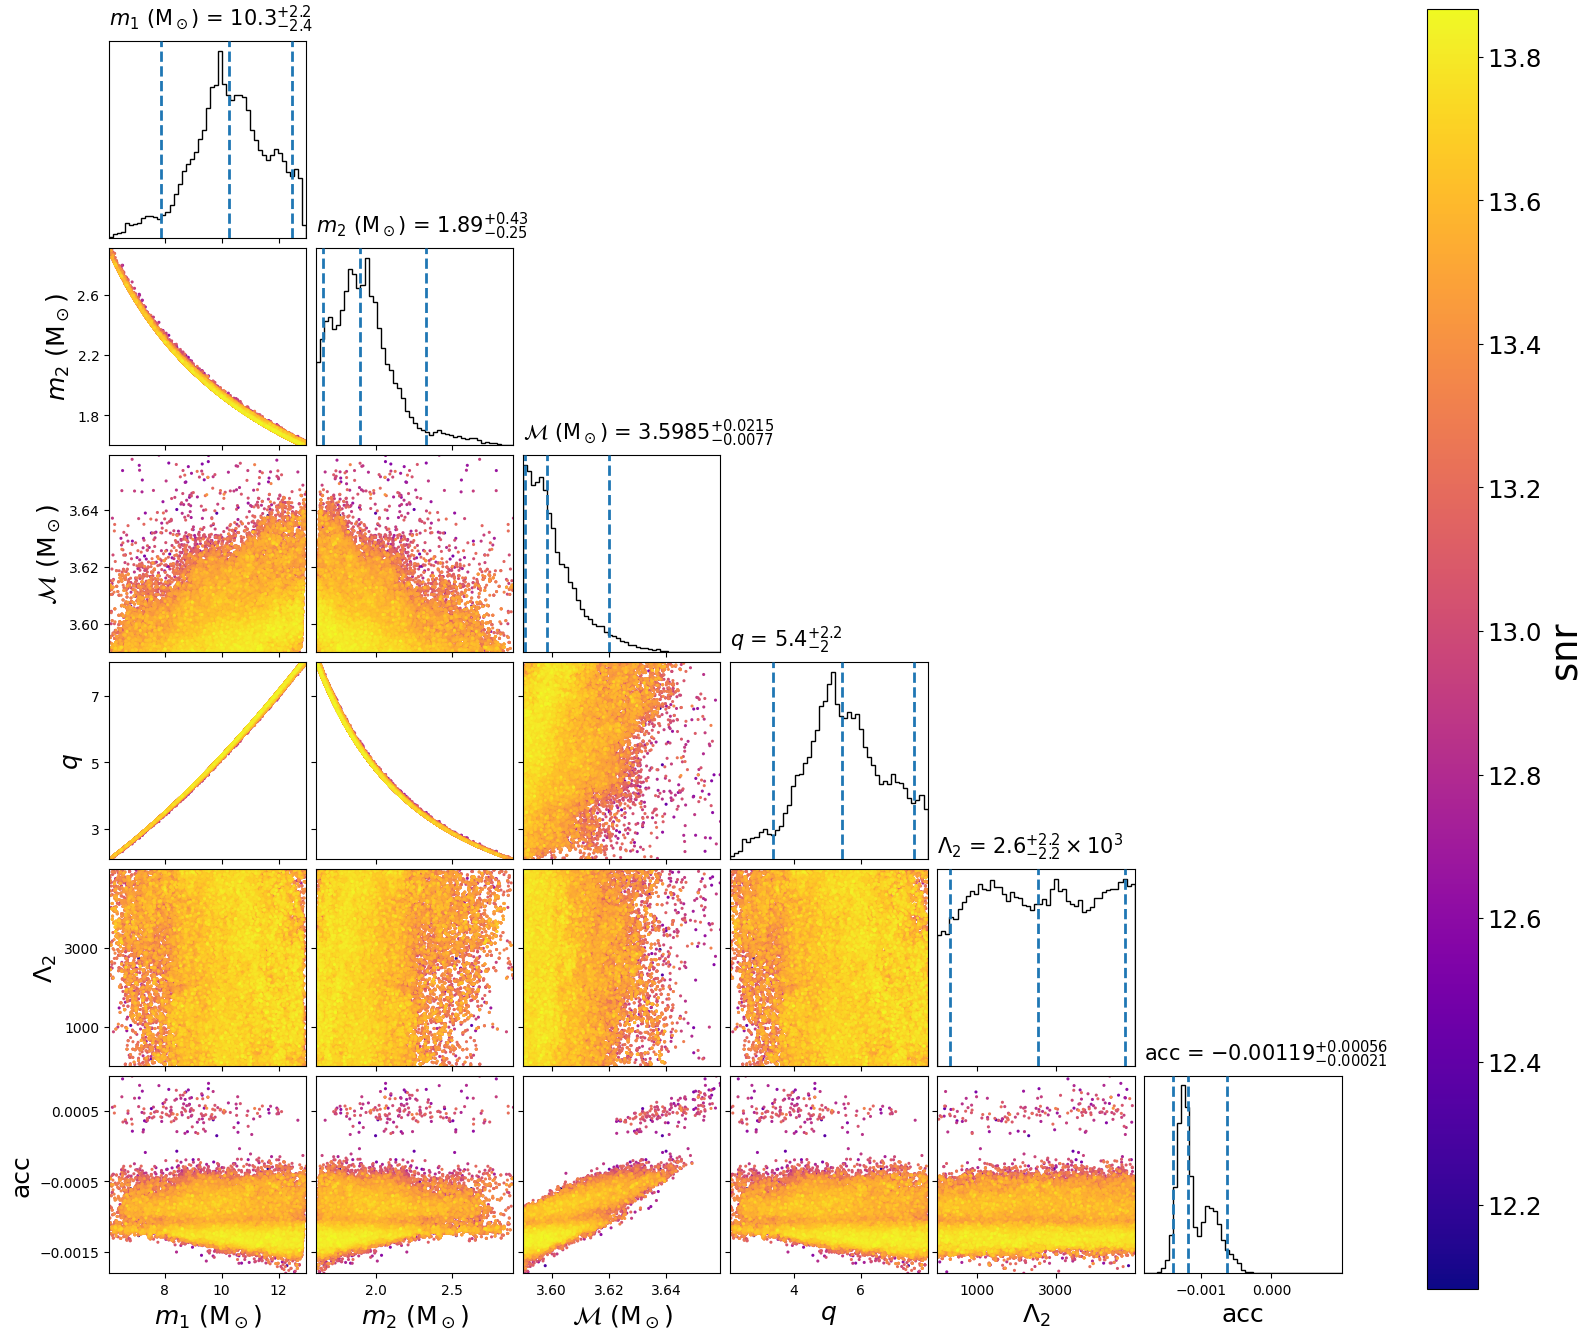 m₁ (M⊙) = 10.3 +2.2 −2.4
13.8
m₂ (M⊙) = 1.89 +0.43 −0.25
13.6
m₂ (M⊙)
2.6
2.2
1.8
13.4
ℳ (M⊙) = 3.5985 +0.0215 −0.0077
13.2
ℳ (M⊙)
3.64
3.62
3.60
13.0
snr
q = 5.4 +2.2 −2
q
7
5
3
12.8
Λ₂ = 2.6 +2.2 −2.2 × 10³
12.6
Λ₂
3000
1000
12.4
acc = −0.00119 +0.00056 −0.00021
acc
0.0005
−0.0005
−0.0015
12.2
8 10 12 2.0 2.5 3.60 3.62 3.64 4 6 1000 3000 −0.001 0.000
m₁ (M⊙) m₂ (M⊙) ℳ (M⊙) q Λ₂ acc